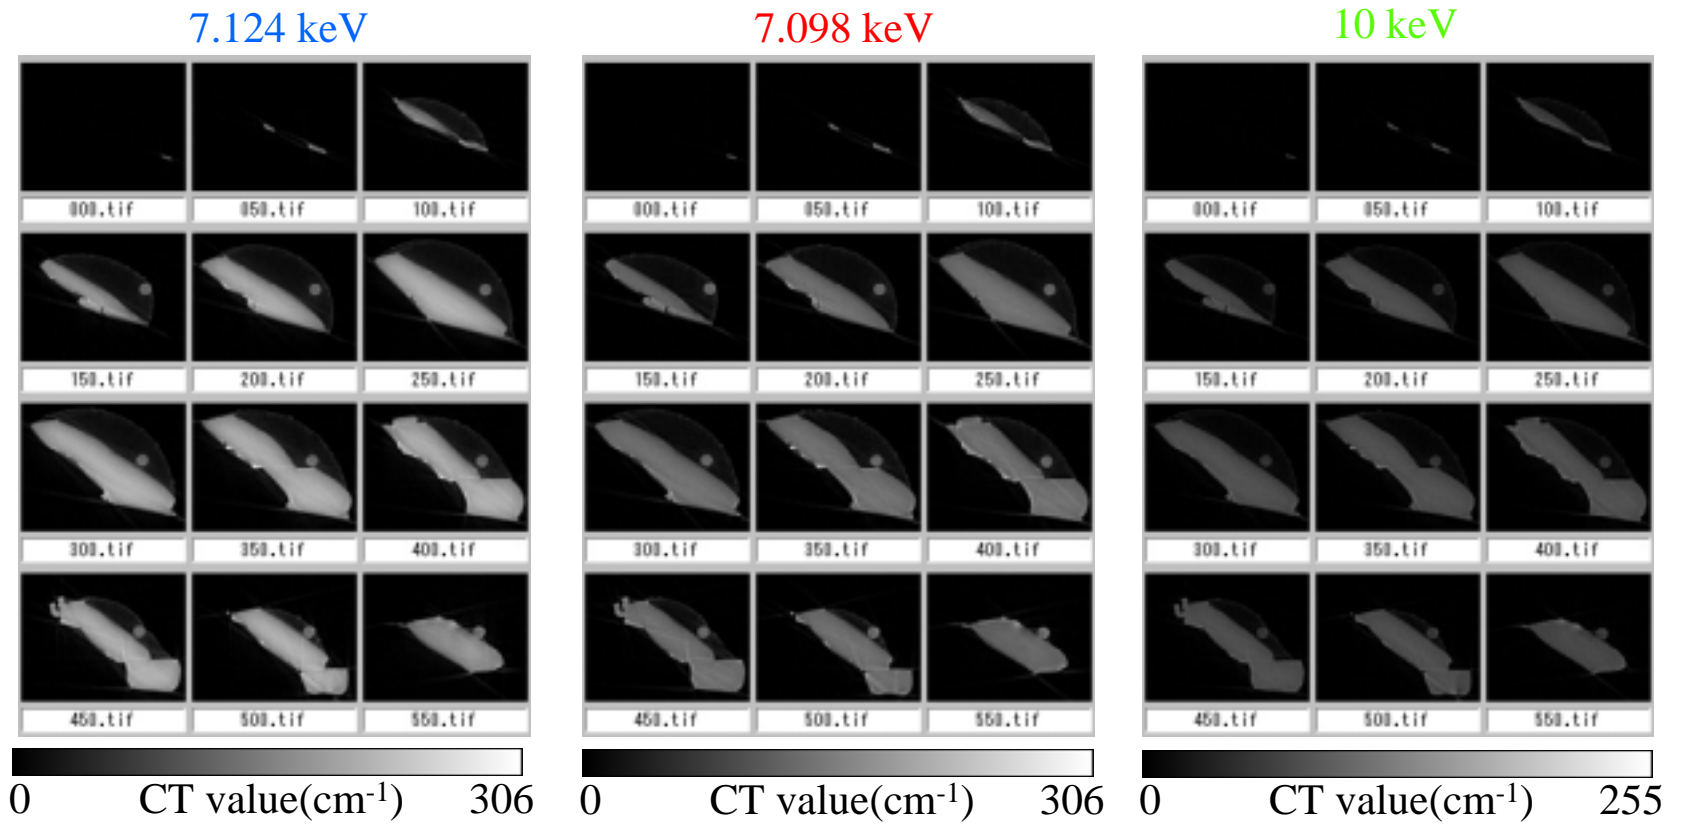 7.124 keV 7.098 keV 10 keV
000.tif 050.tif 100.tif 000.tif 050.tif 100.tif 000.tif 050.tif 100.tif
150.tif 200.tif 250.tif 150.tif 200.tif 250.tif 150.tif 200.tif 250.tif
300.tif 350.tif 400.tif 300.tif 350.tif 400.tif 300.tif 350.tif 400.tif
450.tif 500.tif 550.tif 450.tif 500.tif 550.tif 450.tif 500.tif 550.tif
0 CT value(cm⁻¹) 306 0 CT value(cm⁻¹) 306 0 CT value(cm⁻¹) 255